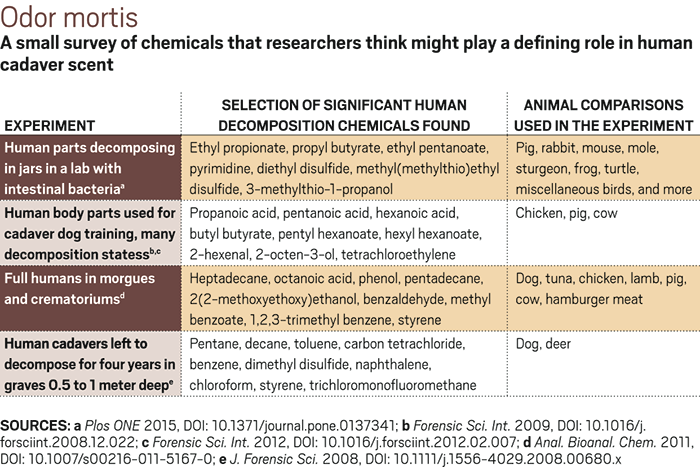 Odor mortis
A small survey of chemicals that researchers think might play a defining role in human
cadaver scent
EXPERIMENT
SELECTION OF SIGNIFICANT HUMAN
DECOMPOSITION CHEMICALS FOUND
ANIMAL COMPARISONS
USED IN THE EXPERIMENT
Human parts decomposing
in jars in a lab with
intestinal bacteriaᵃ
Ethyl propionate, propyl butyrate, ethyl pentanoate,
pyrimidine, diethyl disulfide, methyl(methylthio)ethyl
disulfide, 3-methylthio-1-propanol
Pig, rabbit, mouse, mole,
sturgeon, frog, turtle,
miscellaneous birds, and more
Human body parts used for
cadaver dog training, many
decomposition statessᵇ,ᶜ
Propanoic acid, pentanoic acid, hexanoic acid,
butyl butyrate, pentyl hexanoate, hexyl hexanoate,
2-hexenal, 2-octen-3-ol, tetrachloroethylene
Chicken, pig, cow
Full humans in morgues
and crematoriumsᵈ
Heptadecane, octanoic acid, phenol, pentadecane,
2(2-methoxyethoxy)ethanol, benzaldehyde, methyl
benzoate, 1,2,3-trimethyl benzene, styrene
Dog, tuna, chicken, lamb, pig,
cow, hamburger meat
Human cadavers left to
decompose for four years in
graves 0.5 to 1 meter deepᵉ
Pentane, decane, toluene, carbon tetrachloride,
benzene, dimethyl disulfide, naphthalene,
chloroform, styrene, trichloromonofluoromethane
Dog, deer
SOURCES: a Plos ONE 2015, DOI: 10.1371/journal.pone.0137341; b Forensic Sci. Int. 2009, DOI: 10.1016/j.
forsciint.2008.12.022; c Forensic Sci. Int. 2012, DOI: 10.1016/j.forsciint.2012.02.007; d Anal. Bioanal. Chem. 2011,
DOI: 10.1007/s00216-011-5167-0; e J. Forensic Sci. 2008, DOI: 10.1111/j.1556-4029.2008.00680.x